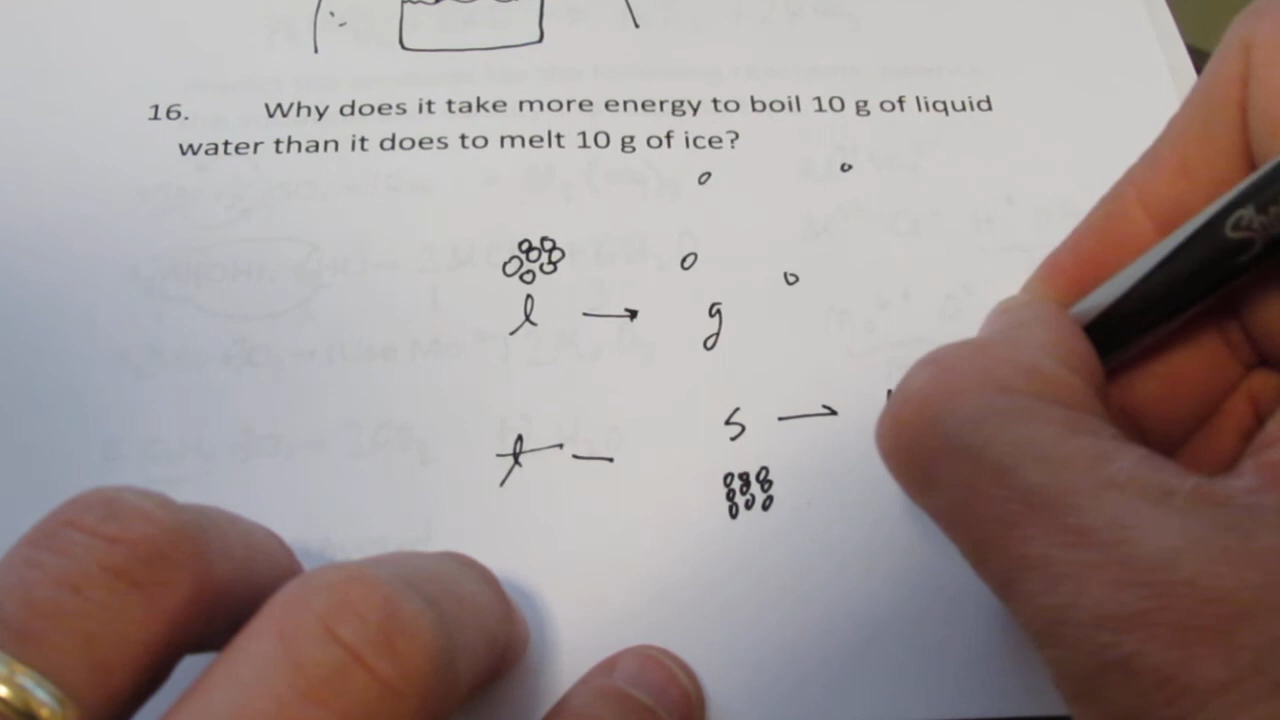 16. Why does it take more energy to boil 10 g of liquid
water than it does to melt 10 g of ice?
l → g
s →
l